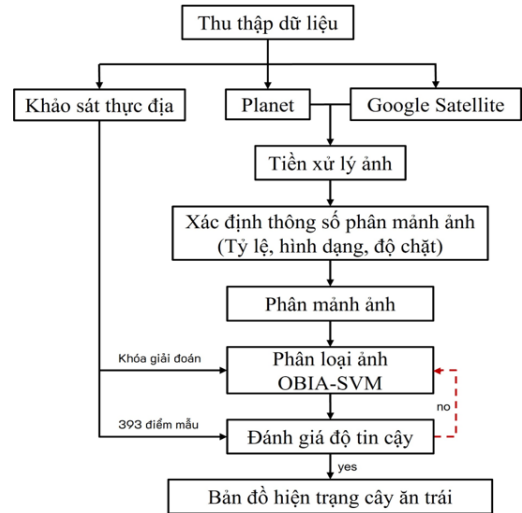 Thu thập dữ liệu
Khảo sát thực địa
Planet
Google Satellite
Tiền xử lý ảnh
Xác định thông số phân mảnh ảnh
(Tỷ lệ, hình dạng, độ chặt)
Phân mảnh ảnh
Khóa giải đoán
Phân loại ảnh
OBIA-SVM
no
393 điểm mẫu
Đánh giá độ tin cậy
yes
Bản đồ hiện trạng cây ăn trái